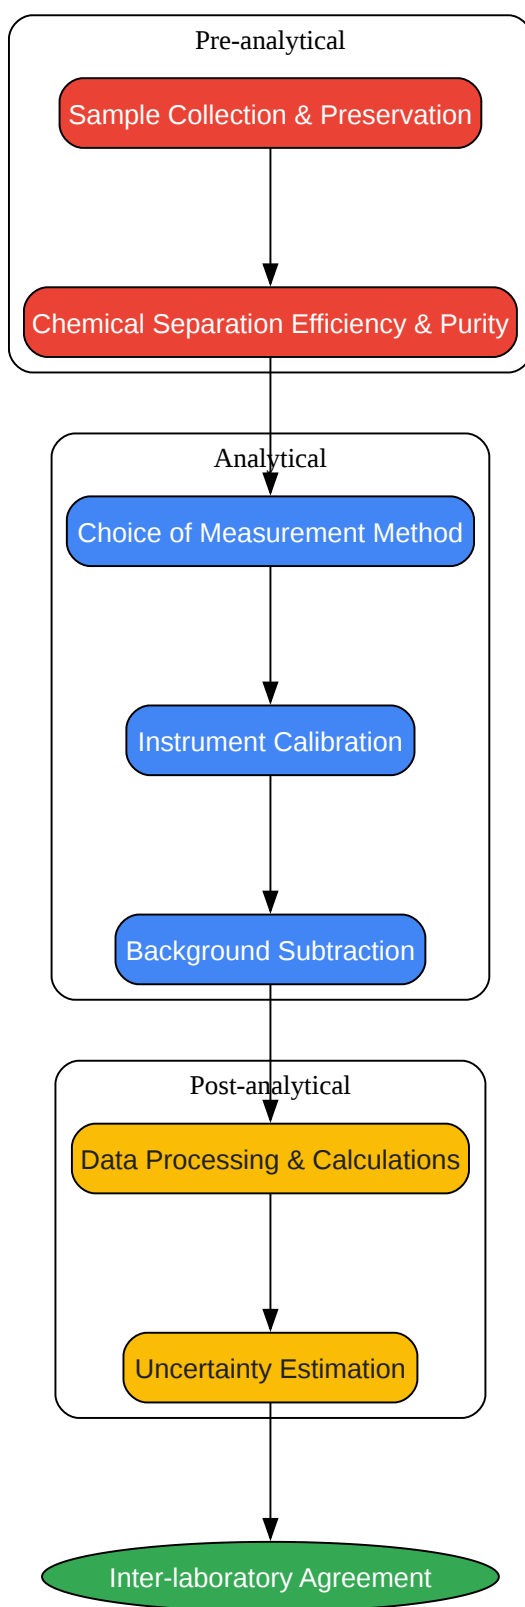 Pre-analytical
Sample Collection & Preservation
Chemical Separation Efficiency & Purity
Analytical
Choice of Measurement Method
Instrument Calibration
Background Subtraction
Post-analytical
Data Processing & Calculations
Uncertainty Estimation
Inter-laboratory Agreement